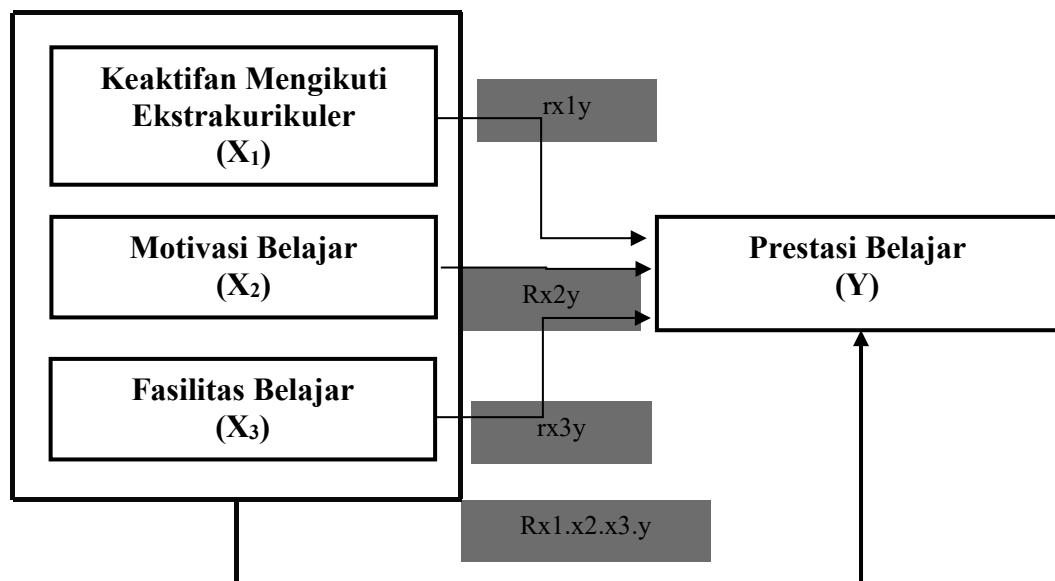 Keaktifan Mengikuti
Ekstrakurikuler
(X₁)
rx1y
Motivasi Belajar
(X₂)
Rx2y
Prestasi Belajar
(Y)
Fasilitas Belajar
(X₃)
rx3y
Rx1.x2.x3.y